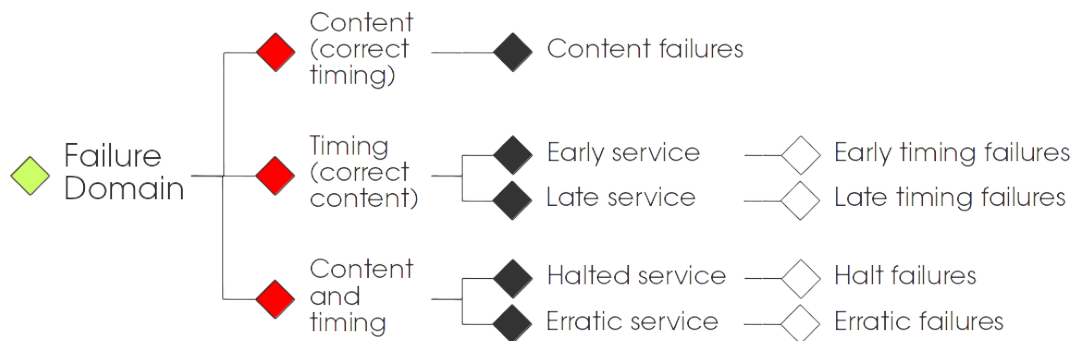 Failure
Domain
Content
(correct
timing)
Content failures
Timing
(correct
content)
Early service
Early timing failures
Late service
Late timing failures
Content
and
timing
Halted service
Halt failures
Erratic service
Erratic failures